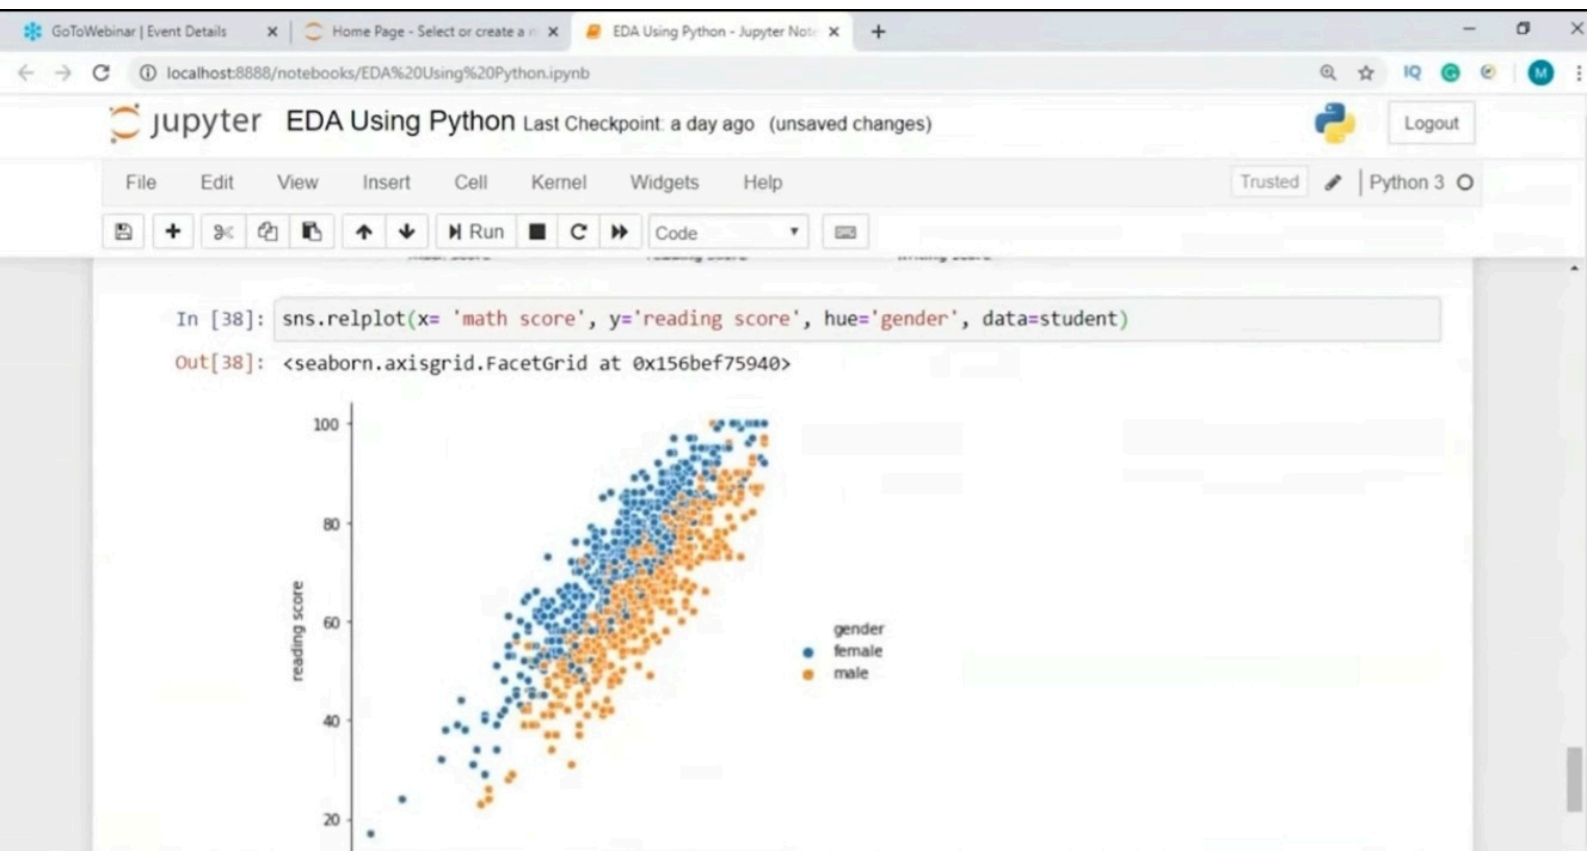 GoToWebinar | Event Details
Home Page - Select or create a n
EDA Using Python - Jupyter Note
localhost:8888/notebooks/EDA%20Using%20Python.ipynb
IQ
M
jupyter EDA Using Python Last Checkpoint: a day ago (unsaved changes)
Logout
File Edit View Insert Cell Kernel Widgets Help
Trusted Python 3
Run Code
In [38]: sns.relplot(x= 'math score', y='reading score', hue='gender', data=student)
Out[38]: <seaborn.axisgrid.FacetGrid at 0x156bef75940>
100
80
60
40
20
reading score
gender
female
male